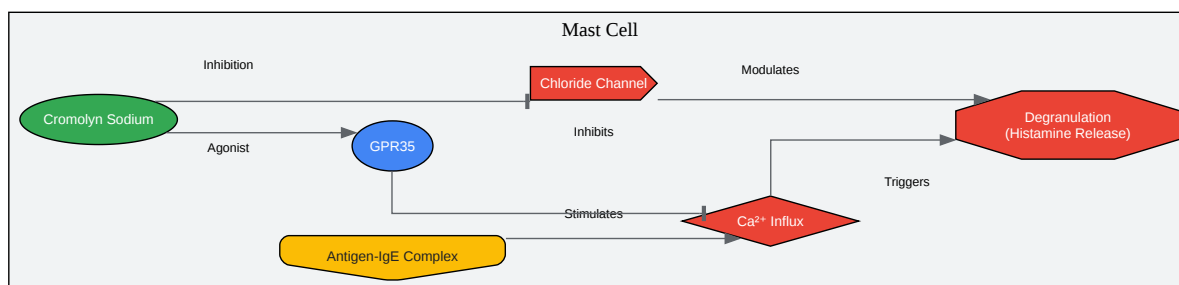 Mast Cell
Inhibition
Chloride Channel
Modulates
Cromolyn Sodium
Agonist
GPR35
Inhibits
Degranulation
(Histamine Release)
Triggers
Stimulates
Ca²⁺ Influx
Antigen-IgE Complex